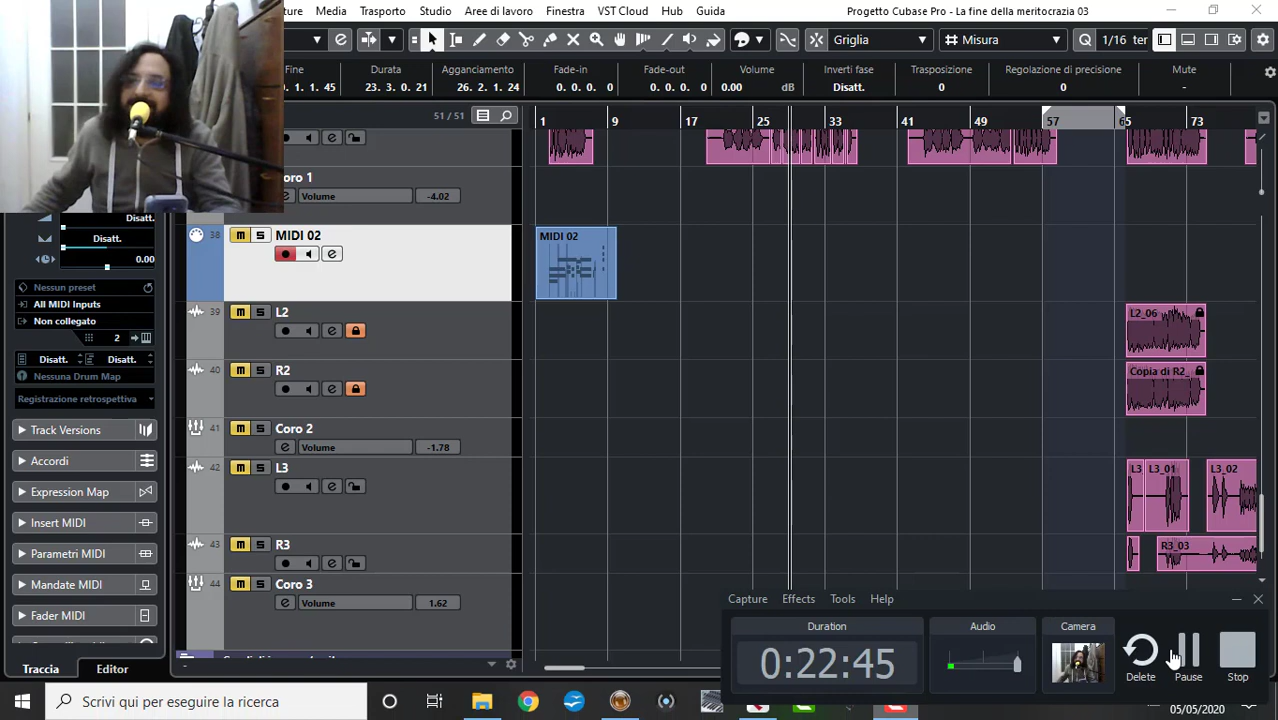 ture Media Trasporto Studio Aree di lavoro Finestra VST Cloud Hub Guida Progetto Cubase Pro - La fine della meritocrazia 03
Griglia Misura 1/16 ter
Fine Durata Agganciamento Fade-in Fade-out Volume Inverti fase Trasposizione Regolazione di precisione Mute
1. 1. 45 23. 3. 0. 21 26. 2. 1. 24 0. 0. 0. 0 0. 0. 0. 0 0.00 dB Disatt. 0 0 -
51 / 51 1 9 17 25 33 41 49 57 65 73
oro 1
Volume -4.02
Disatt.
38 MIDI 02
m S
MIDI 02
Disatt.
0.00
Nessun preset
All MIDI Inputs
Non collegato
2
Disatt. Disatt.
Nessuna Drum Map
Registrazione retrospettiva
39 m S L2
L2_06
40 m S R2
Copia di R2_
41 m S Coro 2
Volume -1.78
42 m S L3
L3 L3_01 L3_02
43 m S R3
R3_03
44 m S Coro 3
Volume 1.62
Track Versions
Accordi
Expression Map
Insert MIDI
Parametri MIDI
Mandate MIDI
Fader MIDI
Traccia Editor
Capture Effects Tools Help
Duration Audio Camera
0:22:45
Delete Pause Stop
Scrivi qui per eseguire la ricerca
05/05/2020